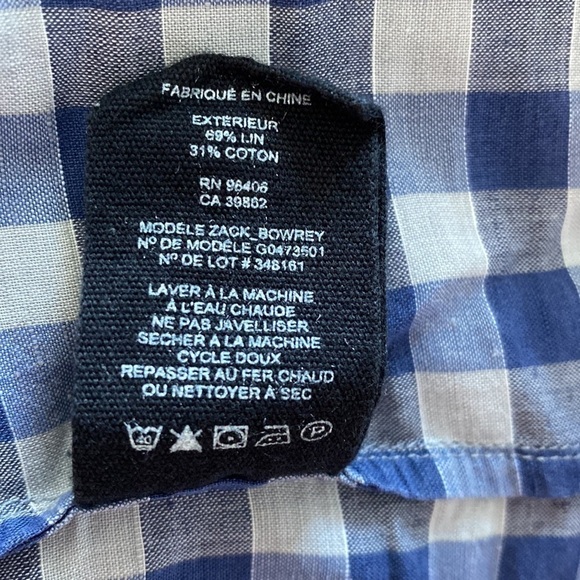 FABRIQUÉ EN CHINE
EXTÉRIEUR
69% LIN
31% COTON
RN 96406
CA 39862
MODÈLE ZACK_BOWREY
Nº DE MODÈLE G0473501
Nº DE LOT # 348161
LAVER À LA MACHINE
À L'EAU CHAUDE
NE PAS JAVELLISER
SÉCHER À LA MACHINE
CYCLE DOUX
REPASSER AU FER CHAUD
OU NETTOYER À SEC
40 P